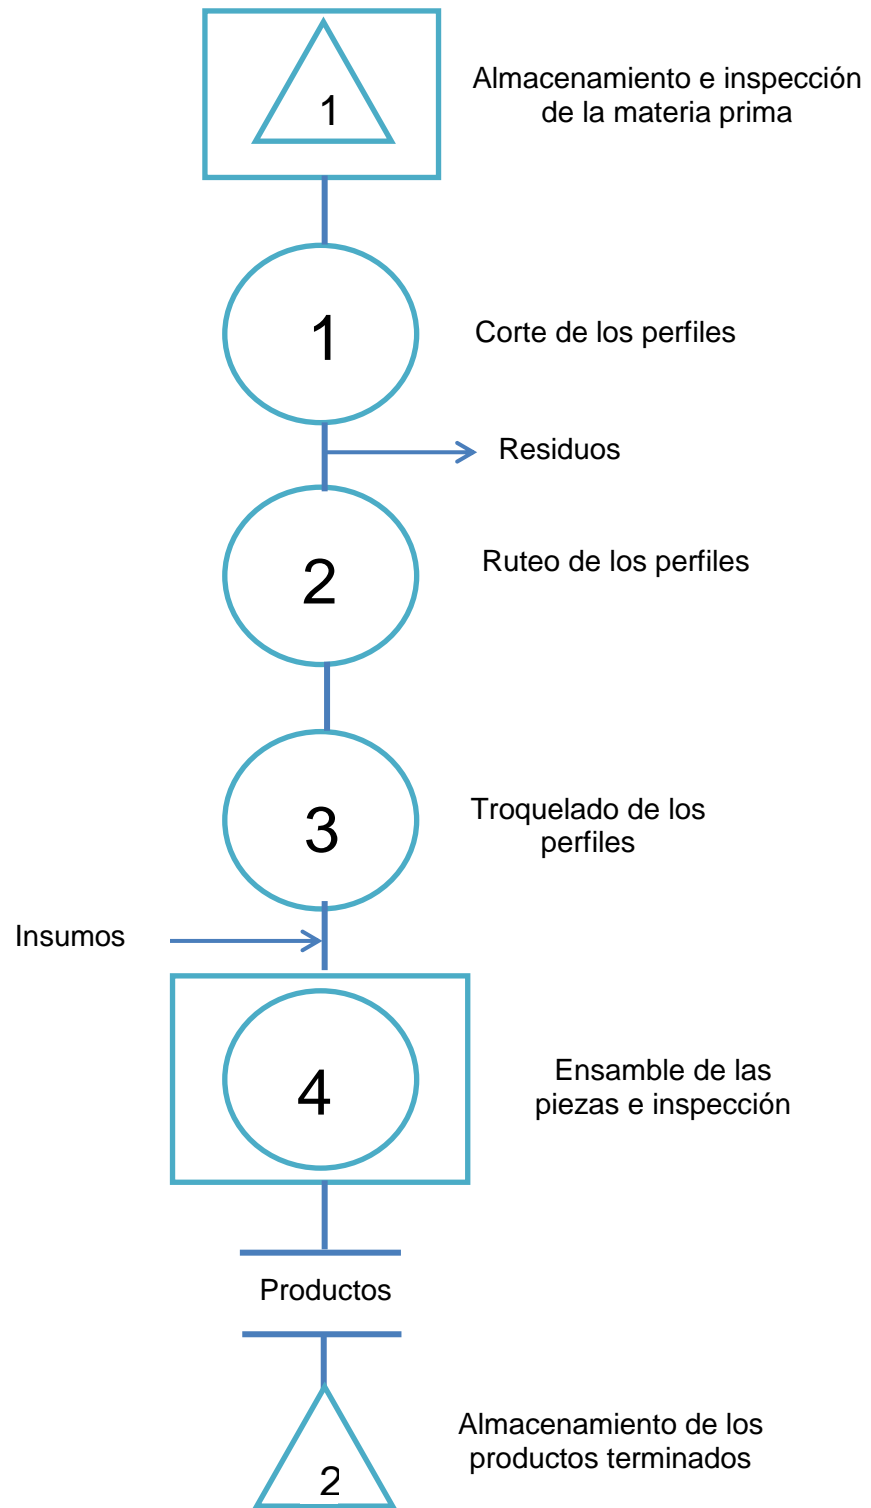 1
Almacenamiento e inspección
de la materia prima
1
Corte de los perfiles
Residuos
2
Ruteo de los perfiles
3
Troquelado de los
perfiles
Insumos
4
Ensamble de las
piezas e inspección
Productos
2
Almacenamiento de los
productos terminados